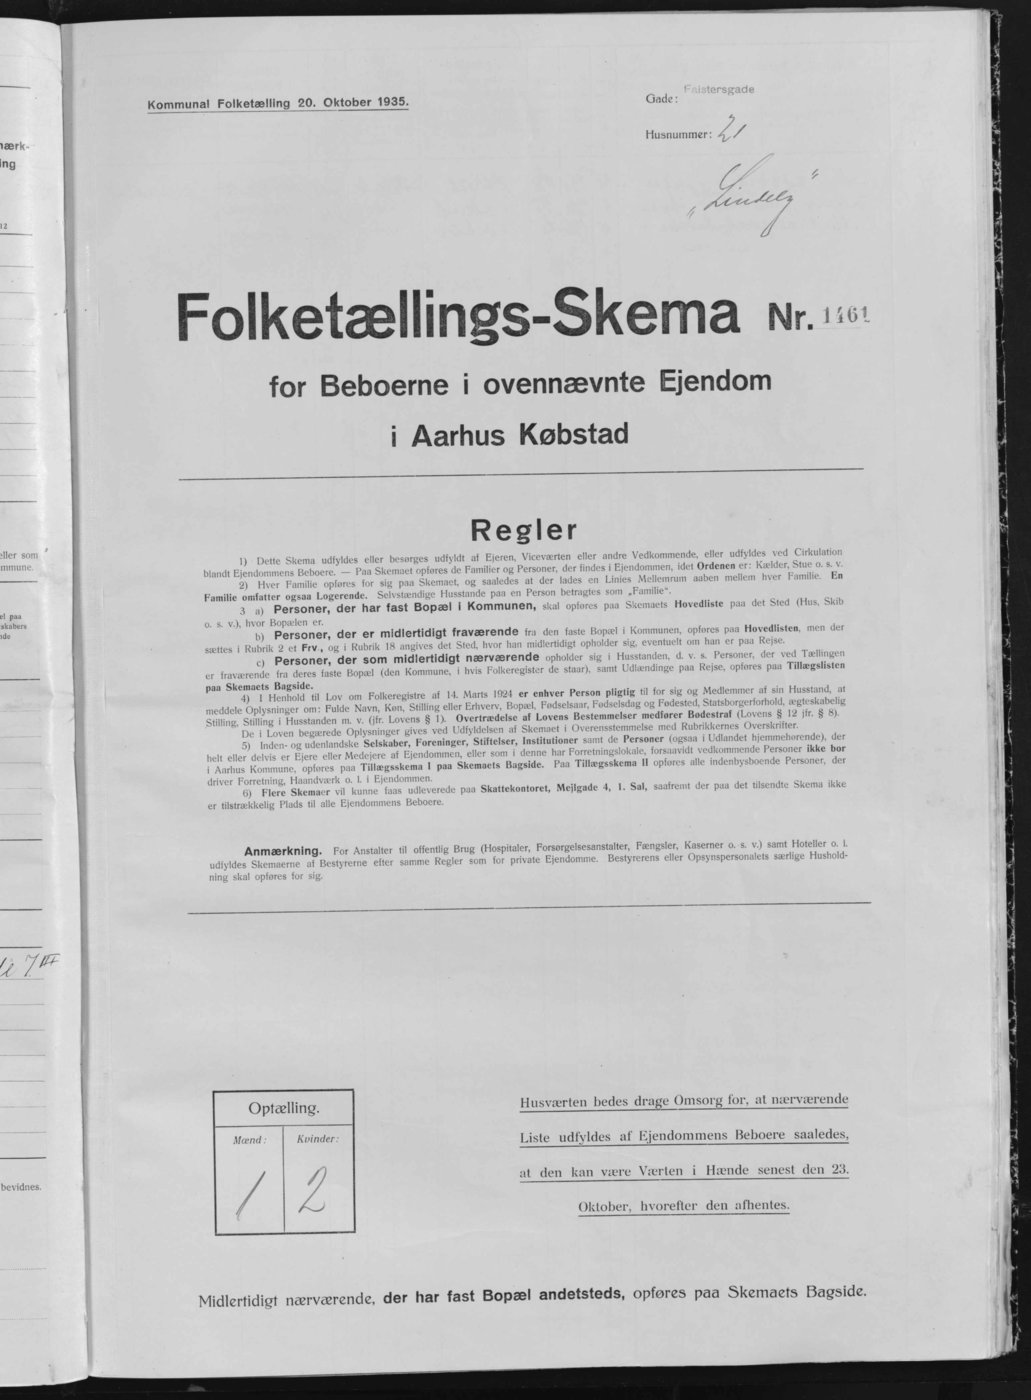 Kommunal Folketælling 20. Oktober 1935.
Gade: Falstersgade
Husnummer: 21
Folketællings-Skema Nr. 1461
for Beboerne i ovennævnte Ejendom
i Aarhus Købstad
Regler
1) Dette Skema udfyldes eller besørges udfyldt af Ejeren, Viceværten eller andre Vedkommende, eller udfyldes ved Cirkulation
blandt Ejendommens Beboere. — Paa Skemaet opføres de Familier og Personer, der findes i Ejendommen, idet Ordenen er: Kælder, Stue o. s. v.
2) Hver Familie opføres for sig paa Skemaet, og saaledes at der lades en Linies Mellemrum aaben mellem hver Familie. En
Familie omfatter ogsaa Logerende. Selvstændige Husstande paa en Person betragtes som „Familie“.
3 a) Personer, der har fast Bopæl i Kommunen, skal opføres paa Skemaets Hovedliste paa det Sted (Hus, Skib
o. s. v.), hvor Bopælen er.
b) Personer, der er midlertidigt fraværende fra den faste Bopæl i Kommunen, opføres paa Hovedlisten, men der
sættes i Rubrik 2 et Frv., og i Rubrik 18 angives det Sted, hvor han midlertidigt opholder sig, eventuelt om han er paa Rejse.
c) Personer, der som midlertidigt nærværende opholder sig i Husstanden, d. v. s. Personer, der ved Tællingen
er fraværende fra deres faste Bopæl (den Kommune, i hvis Folkeregister de staar), samt Udlændinge paa Rejse, opføres paa Tillægslisten
paa Skemaets Bagside.
4) I Henhold til Lov om Folkeregistre af 14. Marts 1924 er enhver Person pligtig til for sig og Medlemmer af sin Husstand, at
meddele Oplysninger om: Fulde Navn, Køn, Stilling eller Erhverv, Bopæl, Fødselsaar, Fødselsdag og Fødested, Statsborgerforhold, ægteskabelig
Stilling, Stilling i Husstanden m. v. (jfr. Lovens § 1). Overtrædelse af Lovens Bestemmelser medfører Bødestraf (Lovens § 12 jfr. § 8).
De i Loven begærede Oplysninger gives ved Udfyldelsen af Skemaet i Overensstemmelse med Rubrikkernes Overskrifter.
5) Inden- og udenlandske Selskaber, Foreninger, Stiftelser, Institutioner samt de Personer (ogsaa i Udlandet hjemmehørende), der
helt eller delvis er Ejere eller Medejere af Ejendommen, eller som i denne har Forretningslokale, forsaavidt vedkommende Personer ikke bor
i Aarhus Kommune, opføres paa Tillægsskema I paa Skemaets Bagside. Paa Tillægsskema II opføres alle indenbysboende Personer, der
driver Forretning, Haandværk o. l. i Ejendommen.
6) Flere Skemaer vil kunne faas udleverede paa Skattekontoret, Mejlgade 4, 1. Sal, saafremt der paa det tilsendte Skema ikke
er tilstrækkelig Plads til alle Ejendommens Beboere.
Anmærkning. For Anstalter til offentlig Brug (Hospitaler, Forsørgelsesanstalter, Fængsler, Kaserner o. s. v.) samt Hoteller o. l.
udfyldes Skemaerne af Bestyrerne efter samme Regler som for private Ejendomme. Bestyrerens eller Opsynspersonalets særlige Hushold-
ning skal opføres for sig.
Optælling.
Mænd: Kvinder:
1 2
Husværten bedes drage Omsorg for, at nærværende
Liste udfyldes af Ejendommens Beboere saaledes,
at den kan være Værten i Hænde senest den 23.
Oktober, hvorefter den afhentes.
Midlertidigt nærværende, der har fast Bopæl andetsteds, opføres paa Skemaets Bagside.